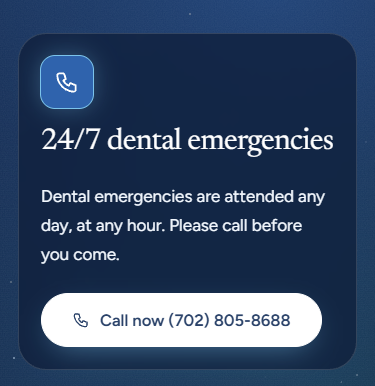 24/7 dental emergencies
Dental emergencies are attended any
day, at any hour. Please call before
you come.
Call now (702) 805-8688